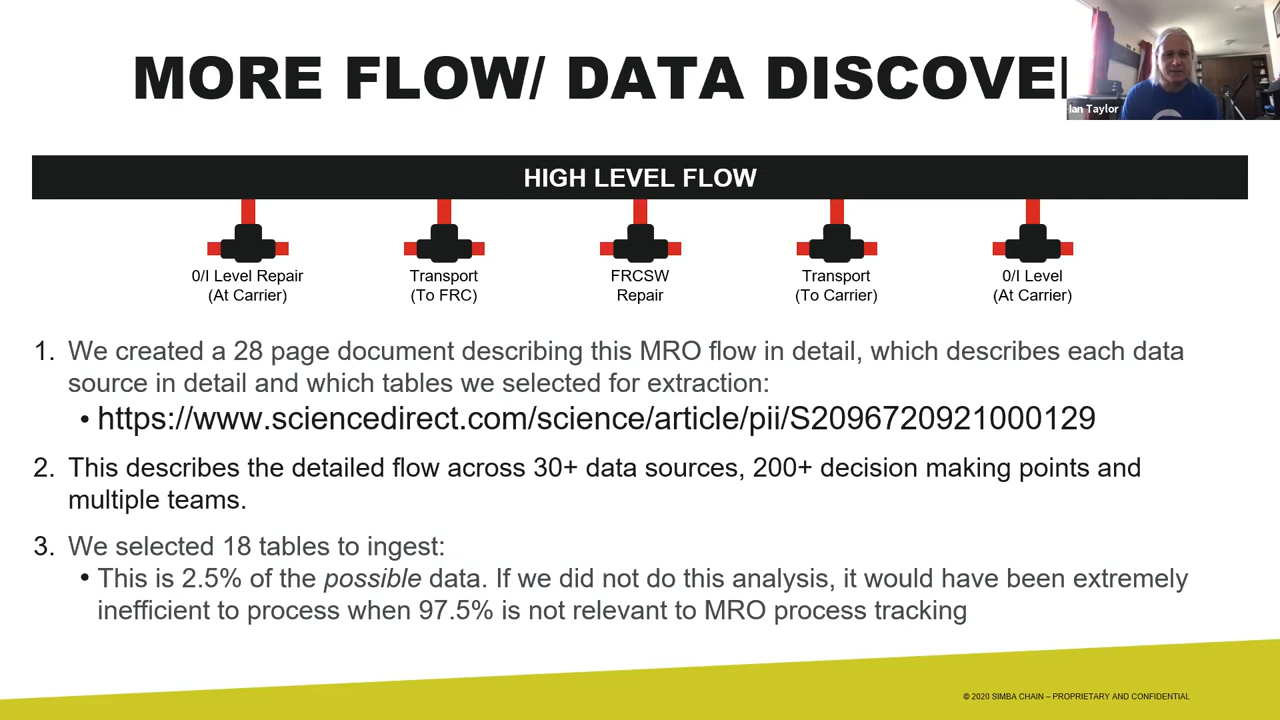 MORE FLOW/ DATA DISCOVE
Ian Taylor
HIGH LEVEL FLOW
0/I Level Repair
(At Carrier)
Transport
(To FRC)
FRCSW
Repair
Transport
(To Carrier)
0/I Level
(At Carrier)
1. We created a 28 page document describing this MRO flow in detail, which describes each data
source in detail and which tables we selected for extraction:
• https://www.sciencedirect.com/science/article/pii/S2096720921000129
2. This describes the detailed flow across 30+ data sources, 200+ decision making points and
multiple teams.
3. We selected 18 tables to ingest:
• This is 2.5% of the possible data. If we did not do this analysis, it would have been extremely
inefficient to process when 97.5% is not relevant to MRO process tracking
© 2020 SIMBA CHAIN – PROPRIETARY AND CONFIDENTIAL